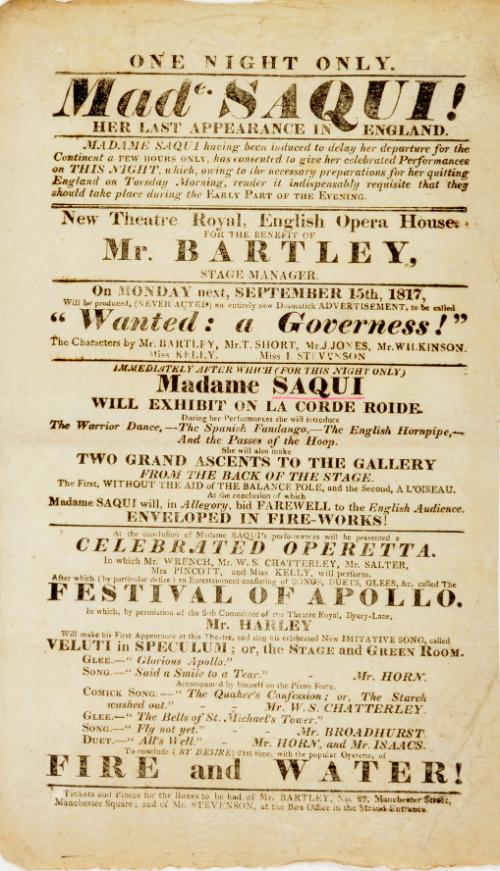 ONE NIGHT ONLY.
Made. SAQUI!
HER LAST APPEARANCE IN ENGLAND.
MADAME SAQUI having been induced to delay her departure for the
Continent a FEW HOURS ONLY, has consented to give her celebrated Performances
on THIS NIGHT, which, owing to the necessary preparations for her quitting
England on Tuesday Morning, render it indispensably requisite that they
should take place during the EARLY PART OF THE EVENING.
New Theatre Royal, English Opera House.
FOR THE BENEFIT OF
Mr. BARTLEY,
STAGE MANAGER.
On MONDAY next, SEPTEMBER 15th, 1817,
Will be produced, (NEVER ACTED) an entirely new Dramatick ADVERTISEMENT, to be called
"Wanted: a Governess!"
The Characters by Mr. BARTLEY, Mr. T. SHORT, Mr. J. JONES, Mr. WILKINSON.
Miss KELLY. Miss I. STEVENSON
IMMEDIATELY AFTER WHICH (FOR THIS NIGHT ONLY)
Madame SAQUI
WILL EXHIBIT ON LA CORDE ROIDE.
During her Performances she will introduce
The Warrior Dance,—The Spanish Fandango,—The English Hornpipe,—
And the Passes of the Hoop.
She will also make
TWO GRAND ASCENTS TO THE GALLERY
FROM THE BACK OF THE STAGE.
The First, WITHOUT THE AID OF THE BALANCE POLE, and the Second, A L'OISEAU.
At the conclusion of which
Madame SAQUI will, in Allegory, bid FAREWELL to the English Audience.
ENVELOPED IN FIRE-WORKS!
At the conclusion of Madame SAQUI's performances will be presented a
CELEBRATED OPERETTA.
In which Mr. WRENCH, Mr. W. S. CHATTERLEY, Mr. SALTER,
Mrs. PINCOTT, and Miss KELLY, will perform.
After which (by particular desire) an Entertainment consisting of SONGS, DUETS, GLEES, &c. called The
FESTIVAL OF APOLLO.
In which, by permission of the Sub Committee of the Theatre Royal, Drury-Lane,
Mr. HARLEY
Will make his First Appearance at this Theatre, and sing his celebrated New IMITATIVE SONG, called
VELUTI in SPECULUM; or, the STAGE and GREEN ROOM.
GLEE.—"Glorious Apollo."
SONG.—"Said a Smile to a Tear." - Mr. HORN.
Accompanied by himself on the Piano Forte.
COMICK SONG.—"The Quaker's Confession; or, The Starch
washed out." - - Mr. W. S. CHATTERLEY.
GLEE.—"The Bells of St. Michael's Tower."
SONG.—"Fly not yet." - - Mr. BROADHURST.
DUET.—"All's Well." - Mr. HORN, and Mr. ISAACS.
To conclude (BY DESIRE) time, with the popular Operetta, of
FIRE and WATER!
Tickets and Places for the Boxes to be had of Mr. BARTLEY, No. 27, Manchester Street,
Manchester Square; and of Mr. STEVENSON, at the Box Office in the Strand Entrance.